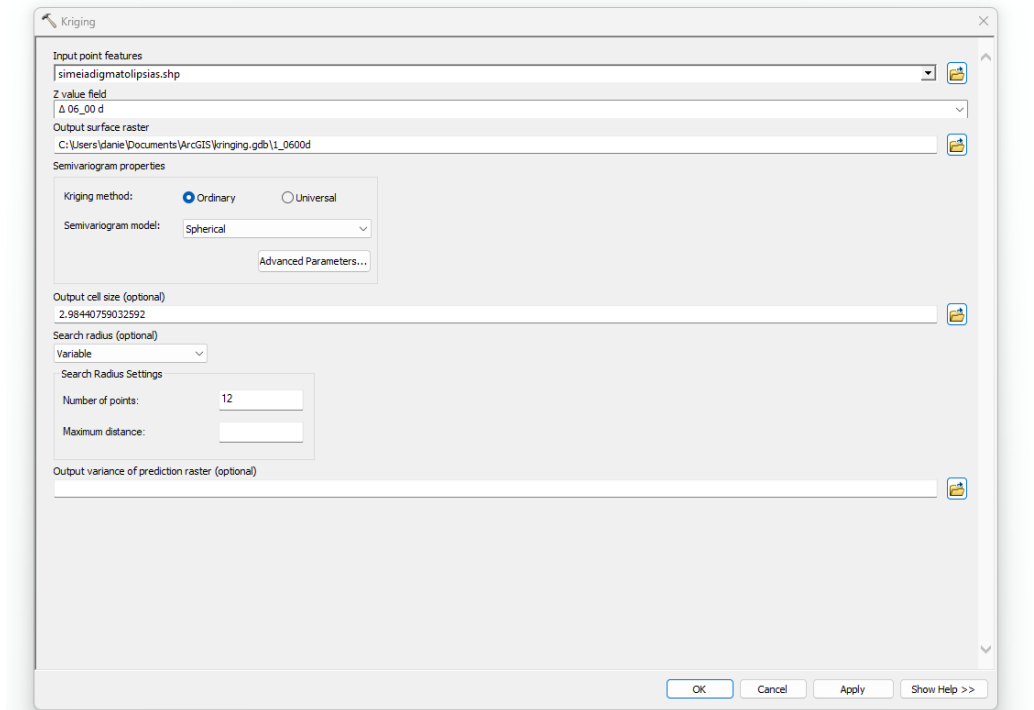 Kriging
Input point features
simeiadigmatolipsias.shp
Z value field
Δ 06_00 d
Output surface raster
C:\Users\danie\Documents\ArcGIS\kringing.gdb\1_0600d
Semivariogram properties
Kriging method: Ordinary Universal
Semivariogram model: Spherical
Advanced Parameters...
Output cell size (optional)
2.98440759032592
Search radius (optional)
Variable
Search Radius Settings
Number of points: 12
Maximum distance:
Output variance of prediction raster (optional)
OK Cancel Apply Show Help >>